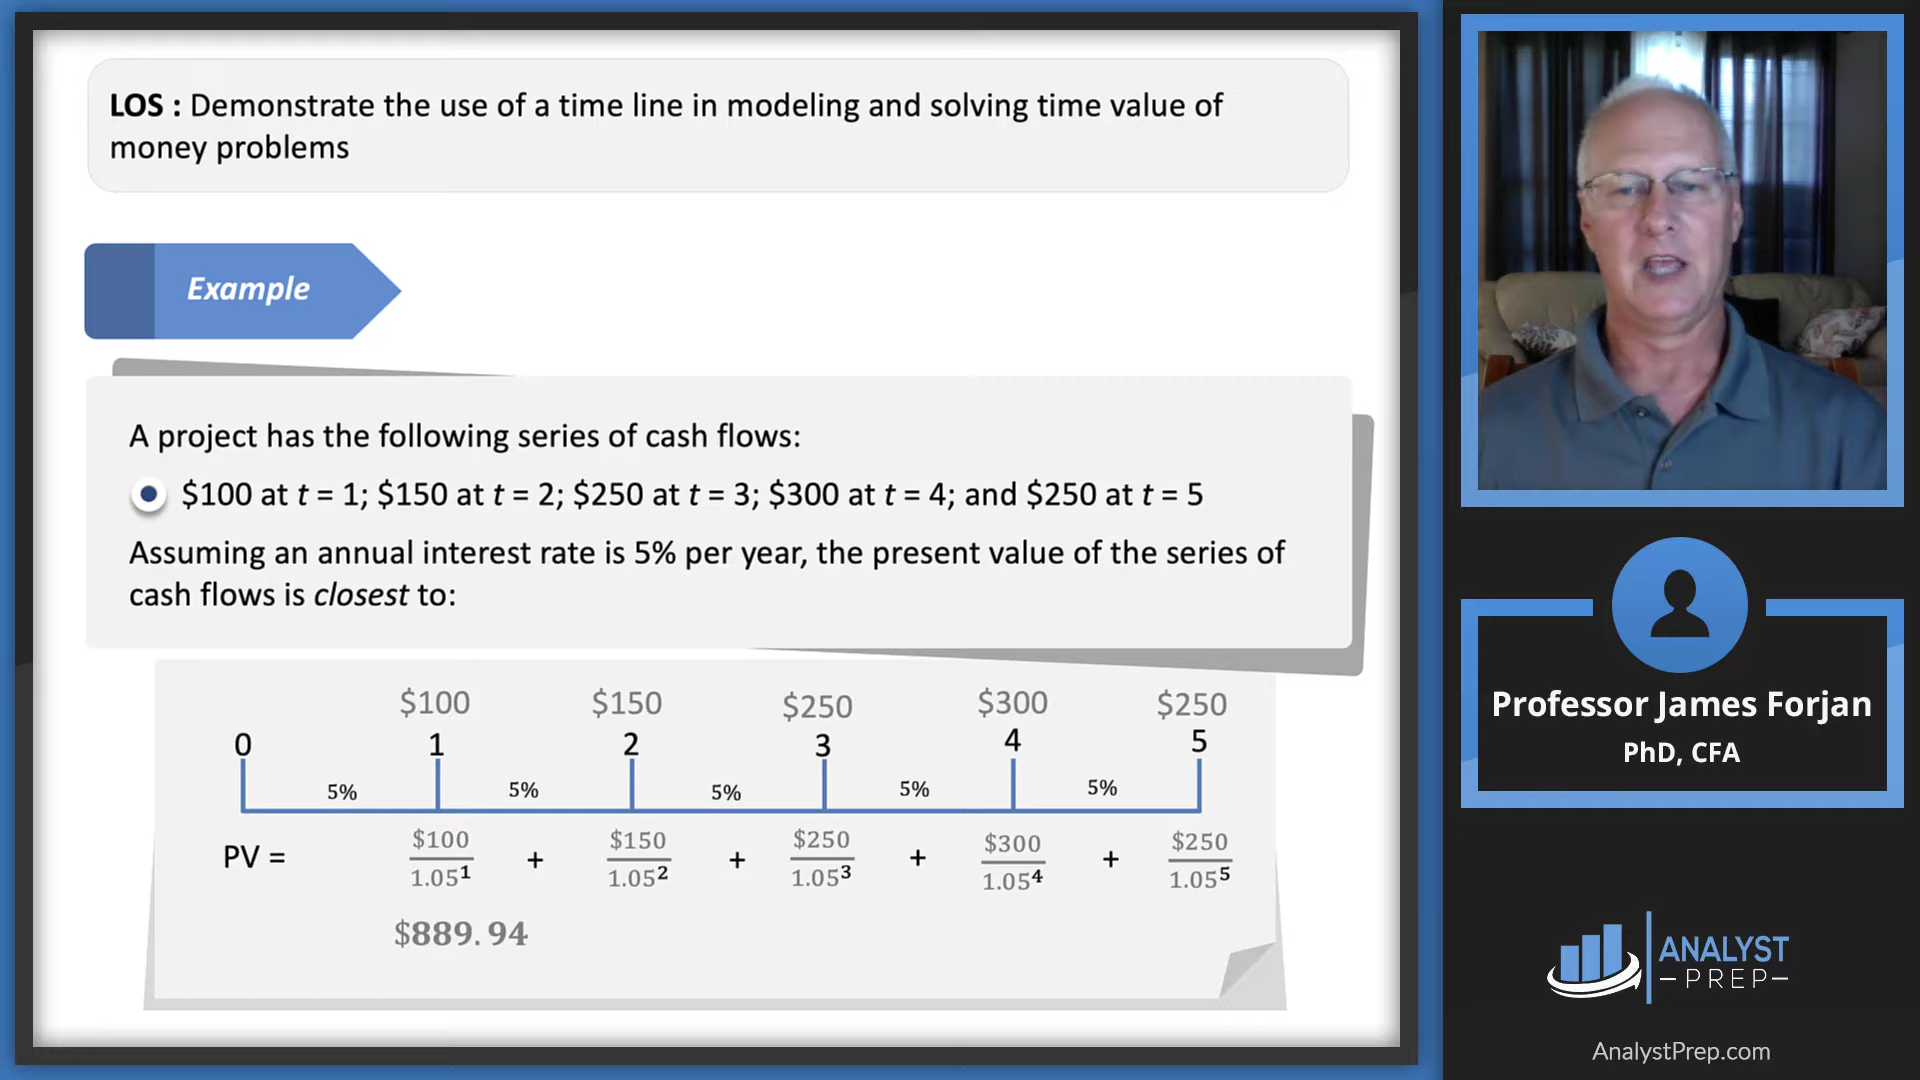 LOS : Demonstrate the use of a time line in modeling and solving time value of
money problems
Example
A project has the following series of cash flows:
$100 at t = 1; $150 at t = 2; $250 at t = 3; $300 at t = 4; and $250 at t = 5
Assuming an annual interest rate is 5% per year, the present value of the series of
cash flows is closest to:
$100 $150 $250 $300 $250
0 1 2 3 4 5
5% 5% 5% 5% 5%
PV = $100/1.05¹ + $150/1.05² + $250/1.05³ + $300/1.05⁴ + $250/1.05⁵
$889.94
Professor James Forjan
PhD, CFA
ANALYST
PREP
AnalystPrep.com